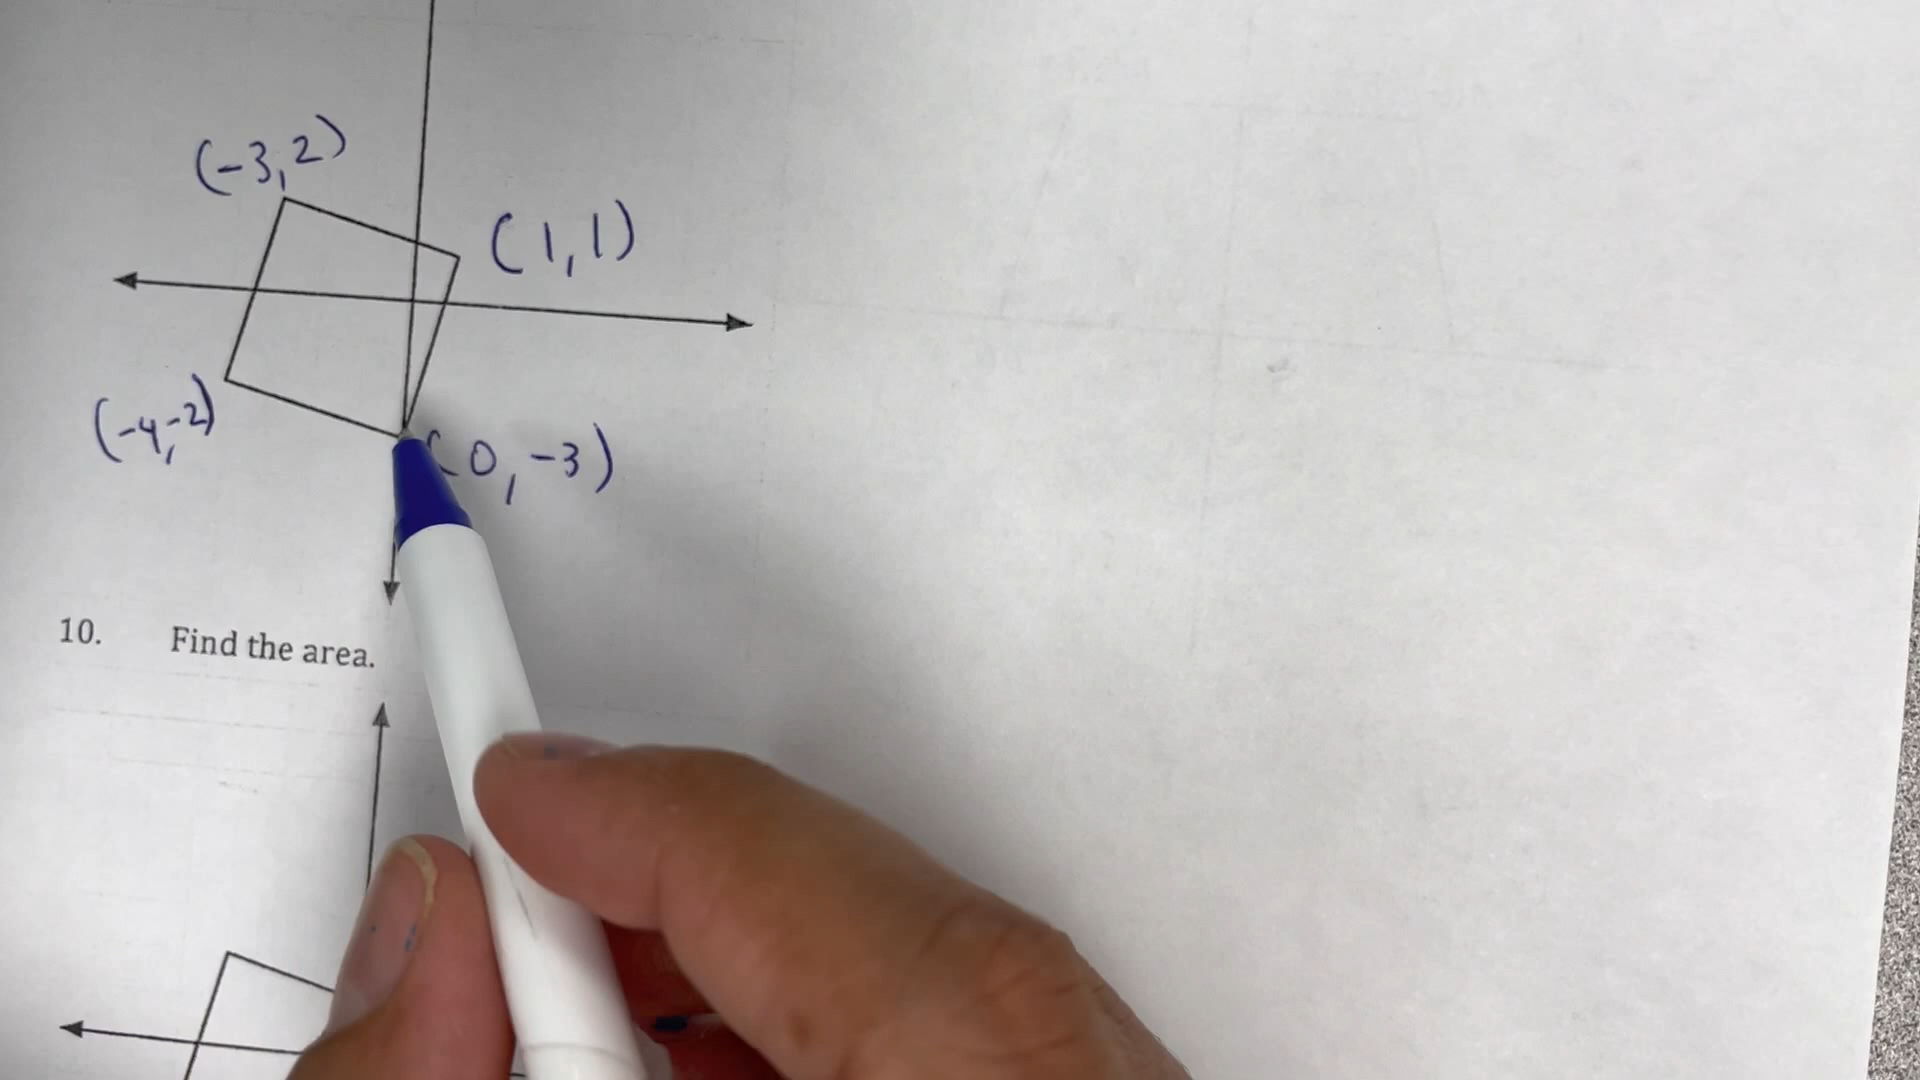 (-3,2)
(1,1)
(-4,-2)
(0,-3)
10. Find the area.